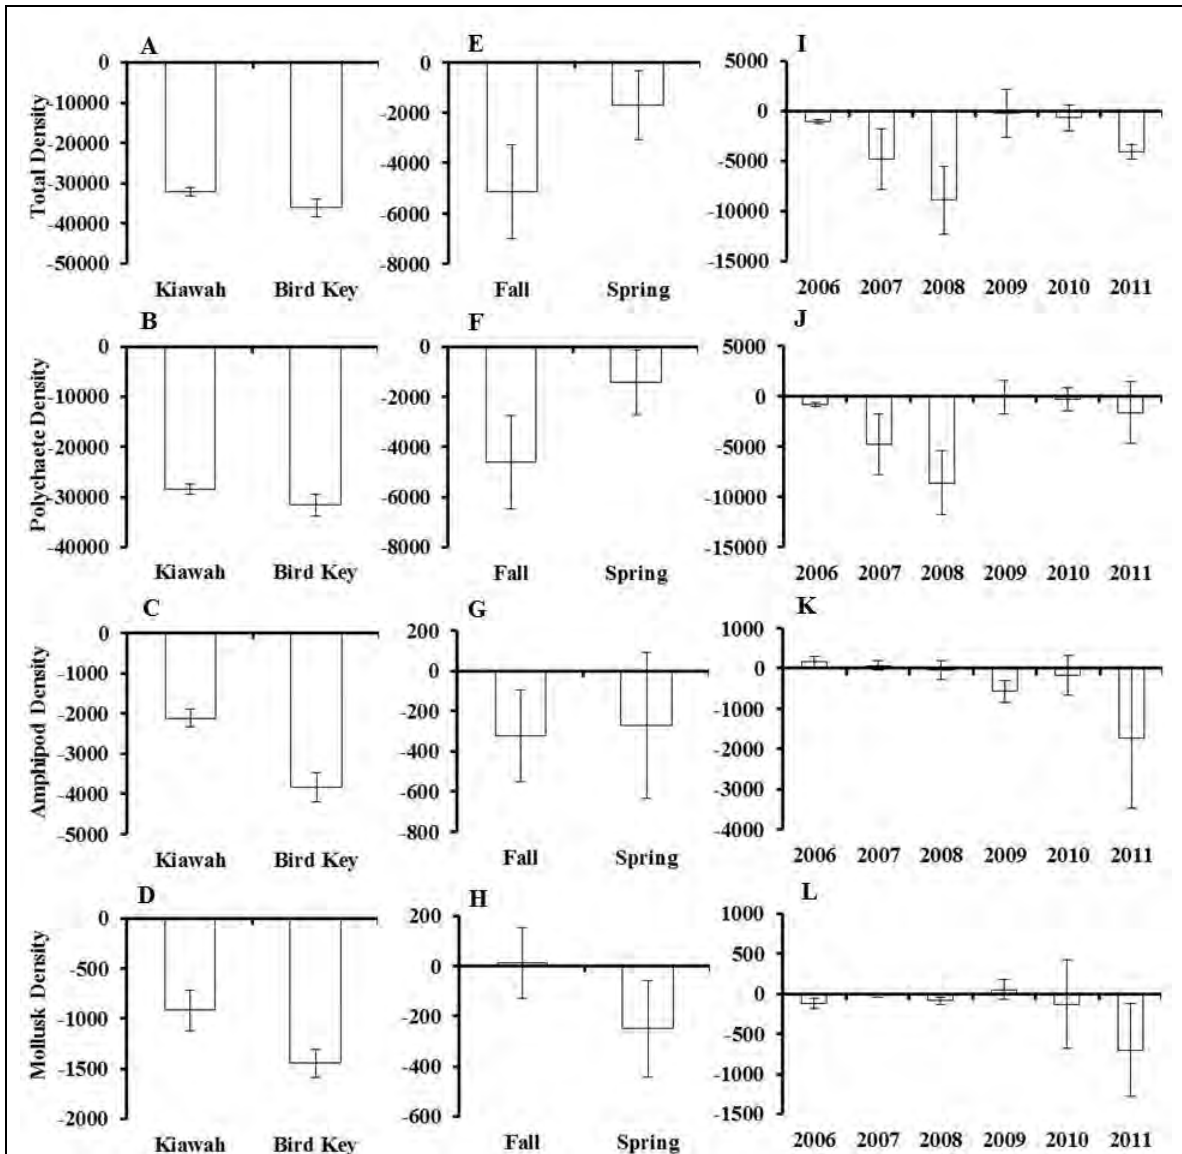 A
Total Density
0
-10000
-20000
-30000
-40000
-50000
Kiawah Bird Key
E
0
-2000
-4000
-6000
-8000
Fall Spring
I
5000
0
-5000
-10000
-15000
2006 2007 2008 2009 2010 2011
B
Polychaete Density
0
-10000
-20000
-30000
-40000
Kiawah Bird Key
F
0
-2000
-4000
-6000
-8000
Fall Spring
J
5000
0
-5000
-10000
-15000
2006 2007 2008 2009 2010 2011
C
Amphipod Density
0
-1000
-2000
-3000
-4000
-5000
Kiawah Bird Key
G
200
0
-200
-400
-600
-800
Fall Spring
K
1000
0
-1000
-2000
-3000
-4000
2006 2007 2008 2009 2010 2011
D
Mollusk Density
0
-500
-1000
-1500
-2000
Kiawah Bird Key
H
200
0
-200
-400
-600
Fall Spring
L
1000
500
0
-500
-1000
-1500
2006 2007 2008 2009 2010 2011